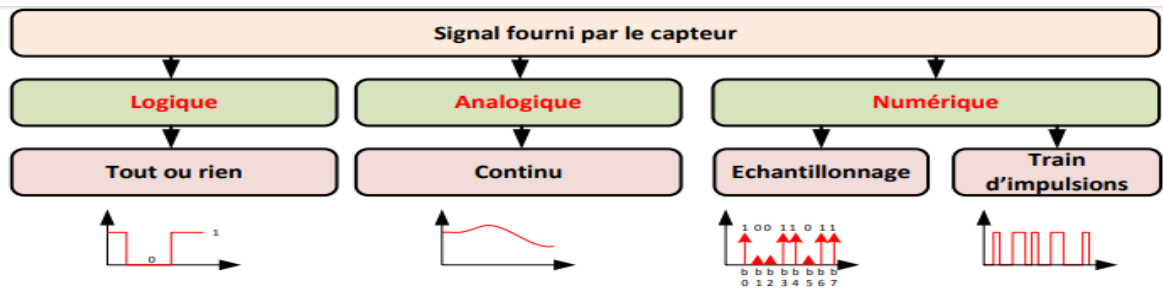 Signal fourni par le capteur
Logique
Analogique
Numérique
Tout ou rien
Continu
Echantillonnage
Train
d'impulsions
1
0
1 0 0 1 1 0 1 1
b b b b b b b b
0 1 2 3 4 5 6 7